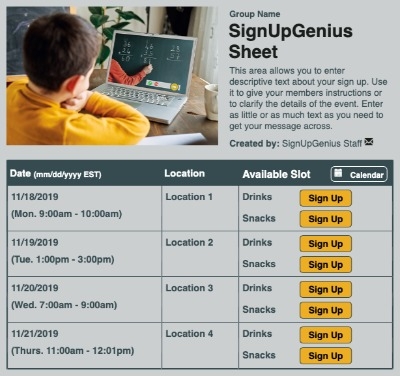 Group Name
SignUpGenius
Sheet
This area allows you to enter
descriptive text about your sign up. Use
it to give your members instructions or
to clarify the details of the event. Enter
as little or as much text as you need to
get your message across.
Created by: SignUpGenius Staff
Date (mm/dd/yyyy EST) Location Available Slot Calendar
11/18/2019 Location 1 Drinks Sign Up
(Mon. 9:00am - 10:00am) Snacks Sign Up
11/19/2019 Location 2 Drinks Sign Up
(Tue. 1:00pm - 3:00pm) Snacks Sign Up
11/20/2019 Location 3 Drinks Sign Up
(Wed. 7:00am - 9:00am) Snacks Sign Up
11/21/2019 Location 4 Drinks Sign Up
(Thurs. 11:00am - 12:01pm) Snacks Sign Up